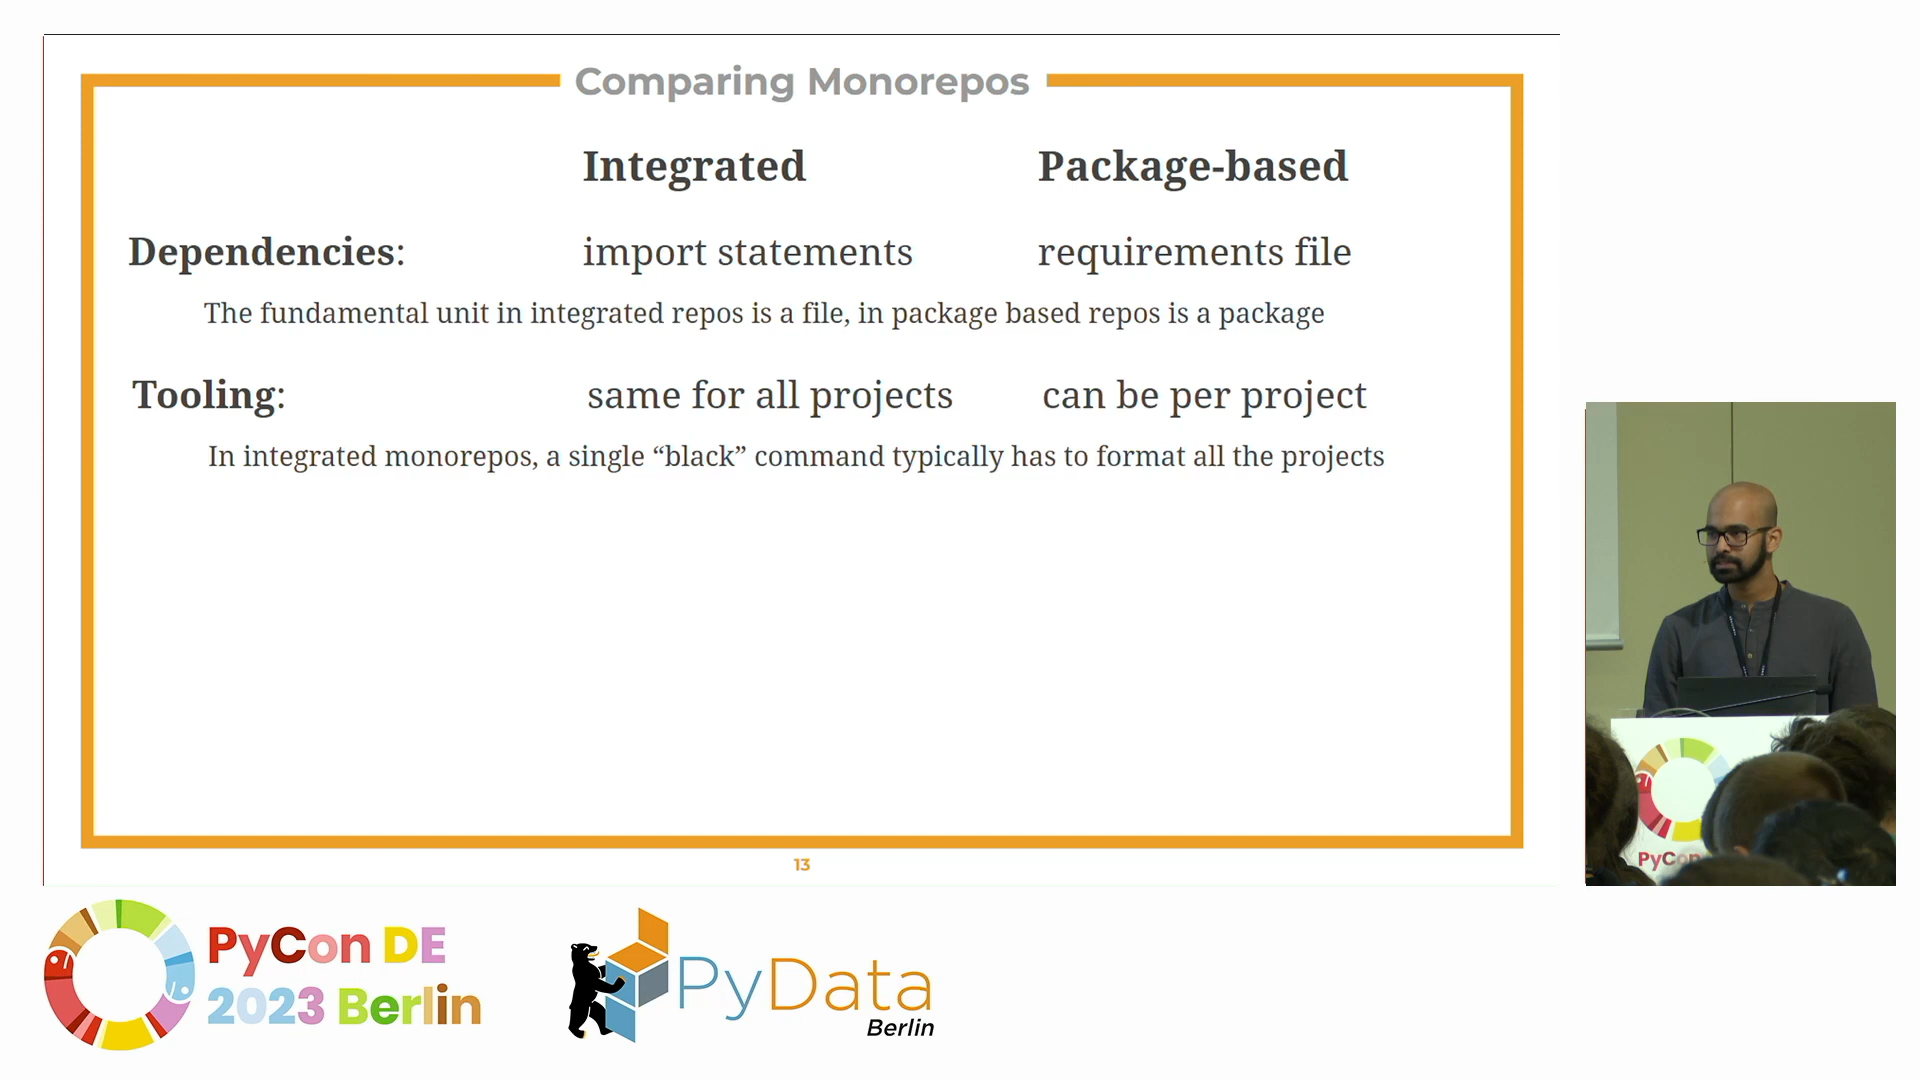 Comparing Monorepos
Integrated Package-based
Dependencies: import statements requirements file
The fundamental unit in integrated repos is a file, in package based repos is a package
Tooling: same for all projects can be per project
In integrated monorepos, a single “black” command typically has to format all the projects
13
PyCon DE
2023 Berlin
PyData
Berlin
PyCon